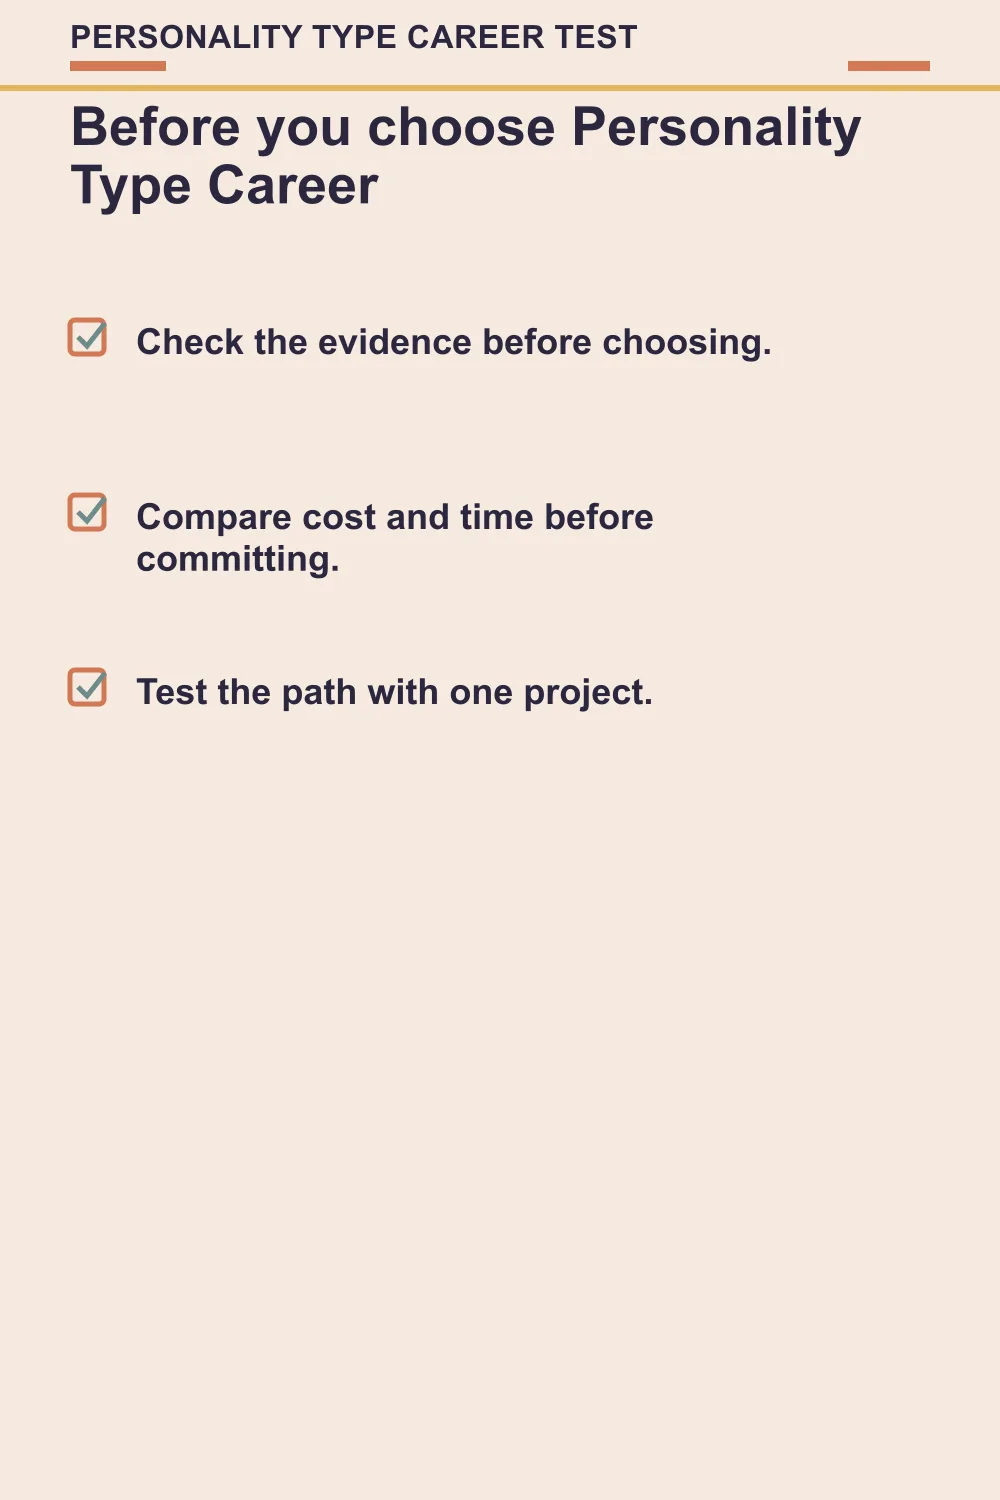 PERSONALITY TYPE CAREER TEST
Before you choose Personality
Type Career
Check the evidence before choosing.
Compare cost and time before
committing.
Test the path with one project.